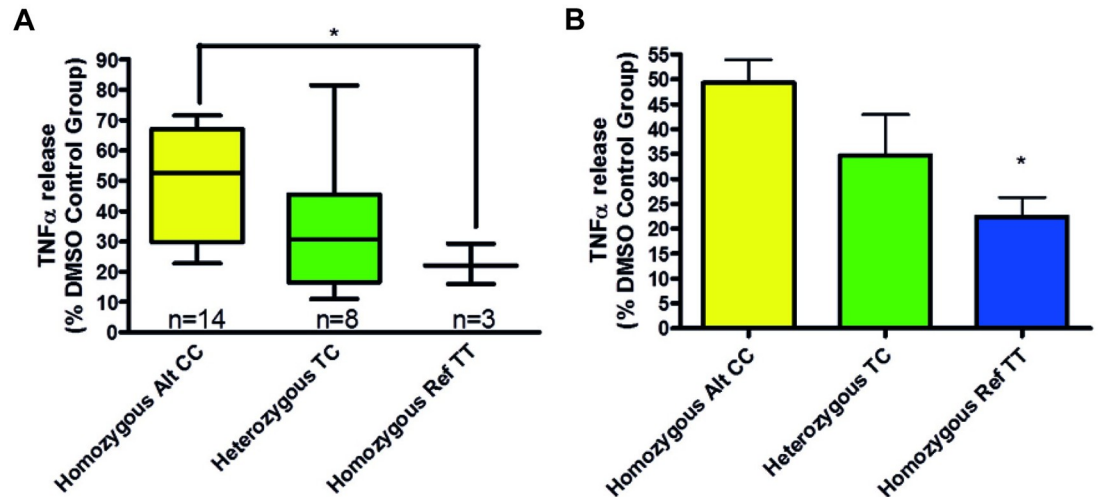 A
*
TNFα release
(% DMSO Control Group)
90
80
70
60
50
40
30
20
10
0
n=14
n=8
n=3
Homozygous Alt CC
Heterozygous TC
Homozygous Ref TT
B
TNFα release
(% DMSO Control Group)
55
50
45
40
35
30
25
20
15
10
5
0
*
Homozygous Alt CC
Heterozygous TC
Homozygous Ref TT